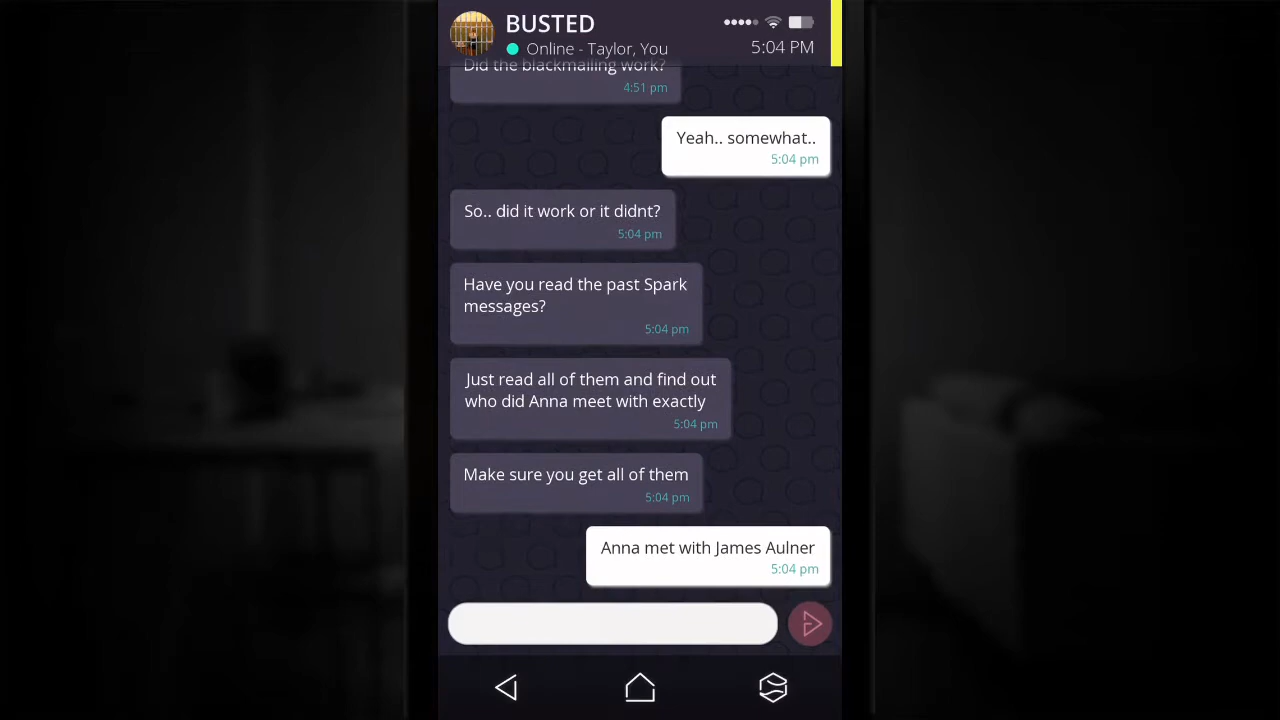 BUSTED
Online - Taylor, You
5:04 PM
Did the blackmailing work?
4:51 pm
Yeah.. somewhat..
5:04 pm
So.. did it work or it didnt?
5:04 pm
Have you read the past Spark
messages?
5:04 pm
Just read all of them and find out
who did Anna meet with exactly
5:04 pm
Make sure you get all of them
5:04 pm
Anna met with James Aulner
5:04 pm